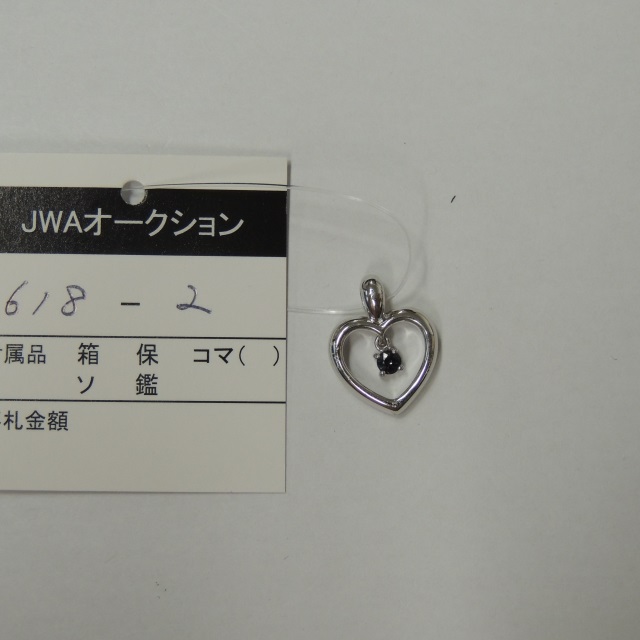 JWAオークション
618 - 2
属品 箱 保 コマ( )
ソ 鑑
札金額